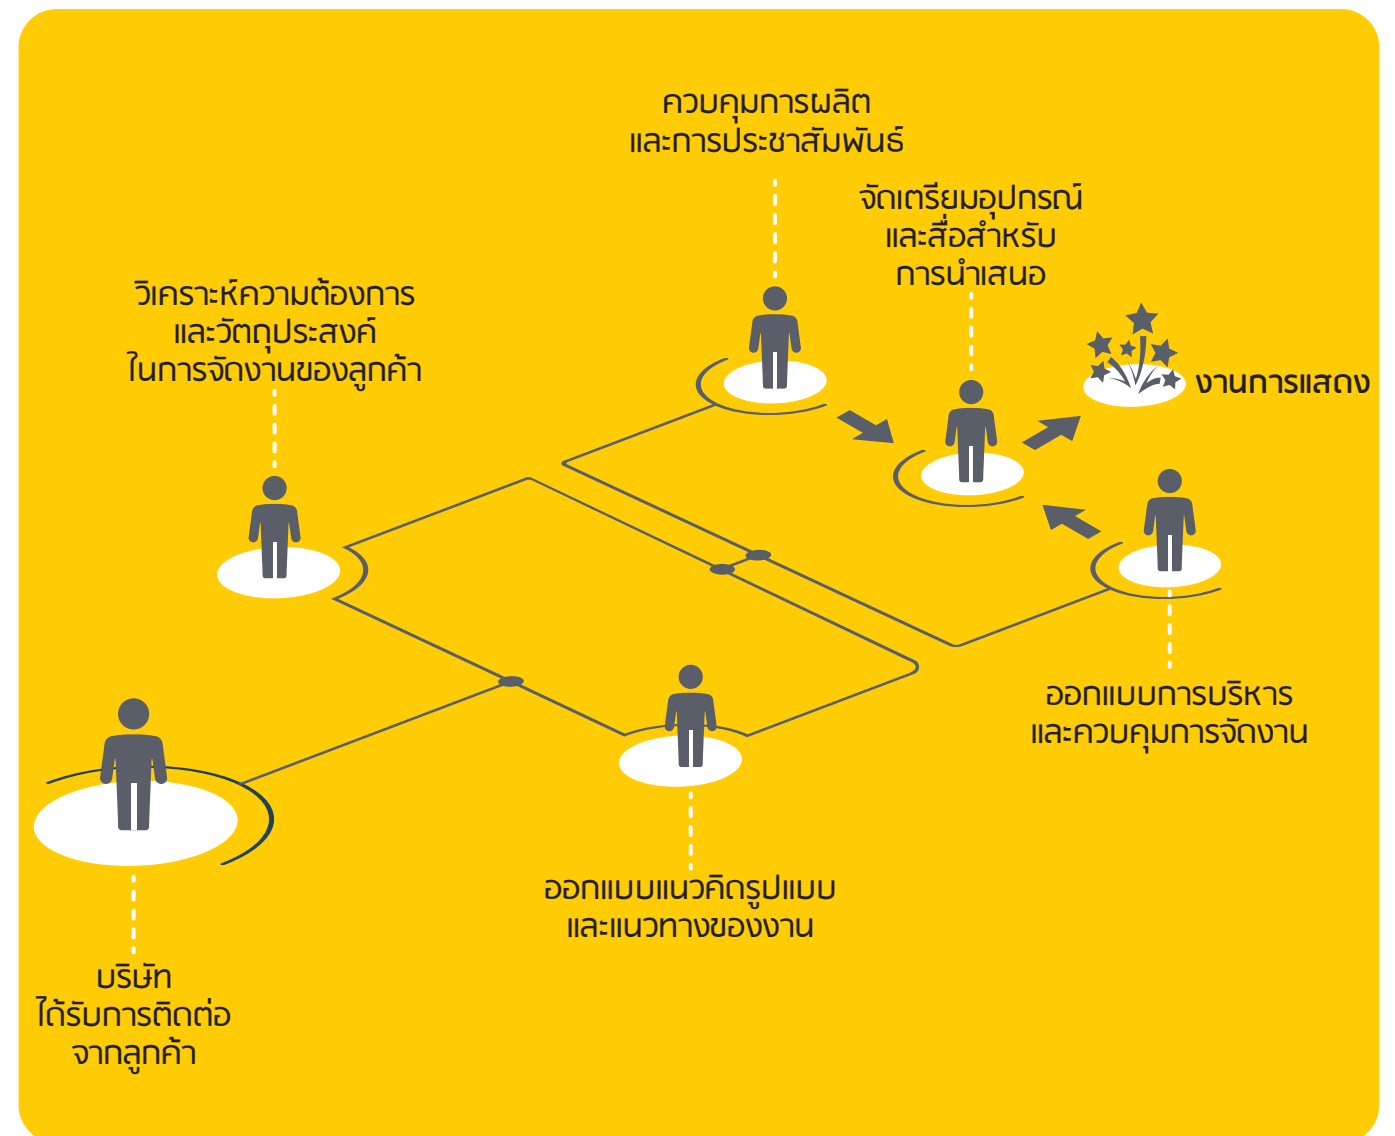 ควบคุมการผลิต
และการประชาสัมพันธ์
จัดเตรียมอุปกรณ์
และสื่อสำหรับ
การนำเสนอ
วิเคราะห์ความต้องการ
และวัตถุประสงค์
ในการจัดงานของลูกค้า
งานการแสดง
ออกแบบการบริหาร
และควบคุมการจัดงาน
ออกแบบแนวคิดรูปแบบ
และแนวทางของงาน
บริษัท
ได้รับการติดต่อ
จากลูกค้า